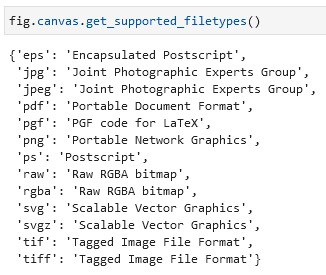 fig.canvas.get_supported_filetypes()
{'eps': 'Encapsulated Postscript',
'jpg': 'Joint Photographic Experts Group',
'jpeg': 'Joint Photographic Experts Group',
'pdf': 'Portable Document Format',
'pgf': 'PGF code for LaTeX',
'png': 'Portable Network Graphics',
'ps': 'Postscript',
'raw': 'Raw RGBA bitmap',
'rgba': 'Raw RGBA bitmap',
'svg': 'Scalable Vector Graphics',
'svgz': 'Scalable Vector Graphics',
'tif': 'Tagged Image File Format',
'tiff': 'Tagged Image File Format'}